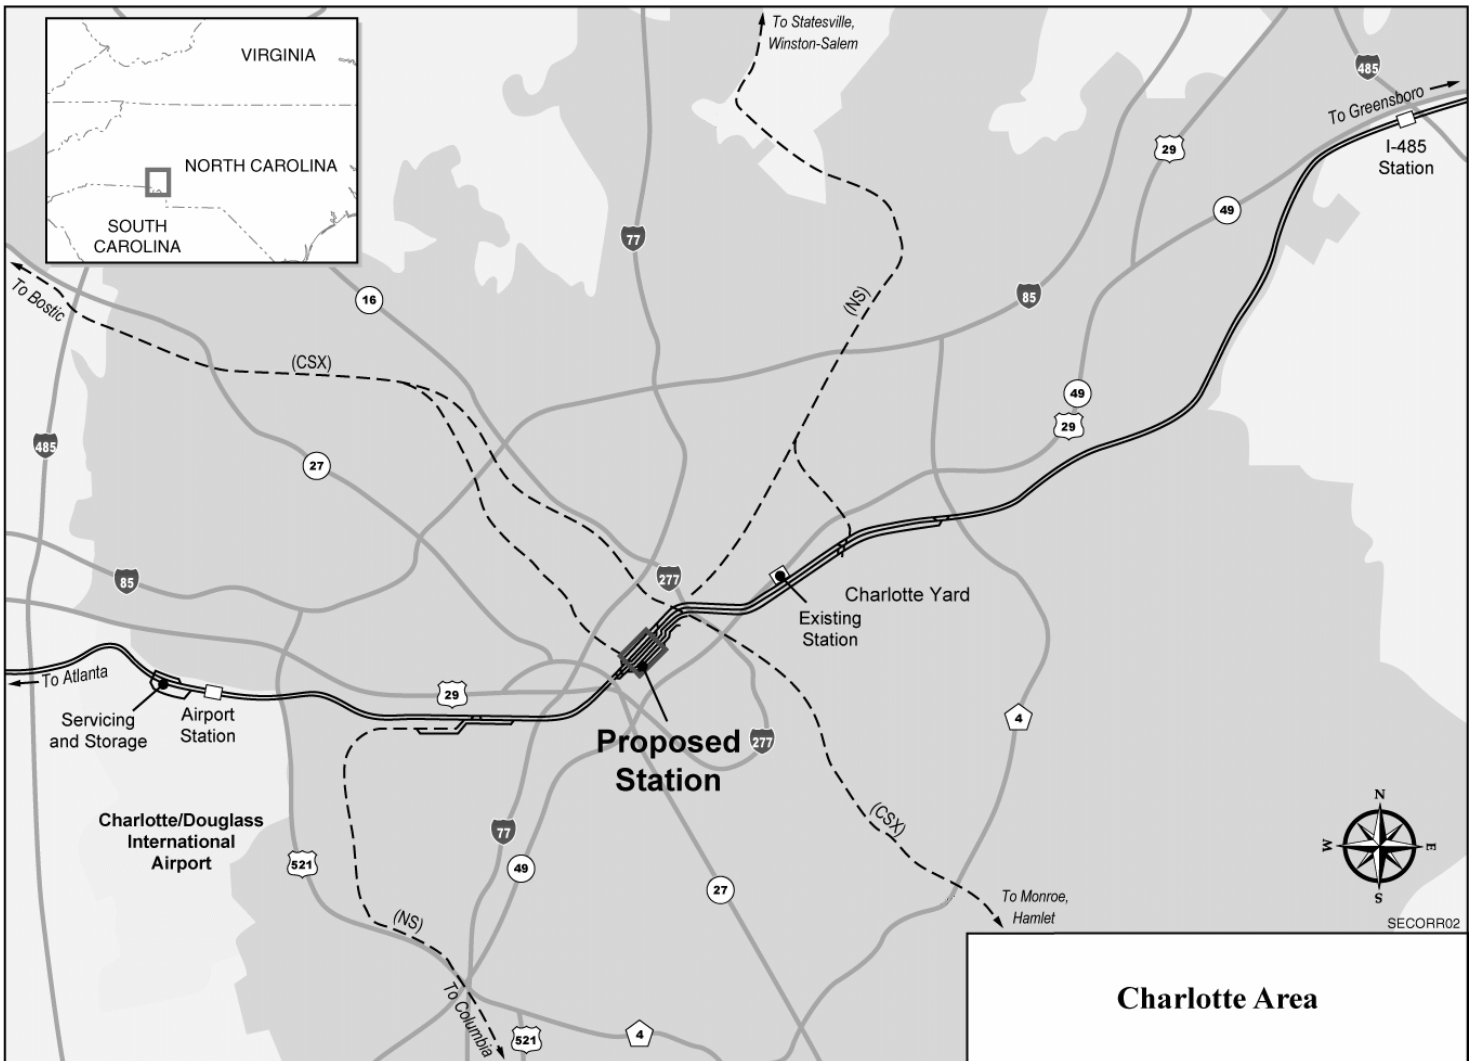 VIRGINIA
NORTH CAROLINA
SOUTH
CAROLINA
To Statesville,
Winston-Salem
485
To Greensboro
I-485
Station
29
49
77
85
16
(NS)
To Bostic
(CSX)
49
29
485
27
85
277
Charlotte Yard
Existing
Station
To Atlanta
Servicing
and Storage
Airport
Station
29
Proposed
Station
277
4
Charlotte/Douglass
International
Airport
521
77
49
27
(CSX)
(NS)
To Columbia
To Monroe,
Hamlet
521
4
N
W
E
S
SECORR02
Charlotte Area